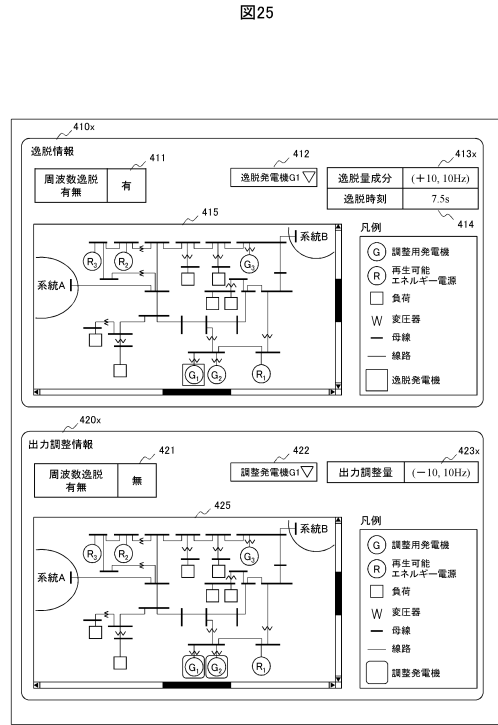 図25
410x
逸脱情報
411
周波数逸脱
有無
有
412
逸脱発電機G1
413x
逸脱量成分
(+10, 10Hz)
逸脱時刻
7.5s
414
415
系統B
系統A
R3
R2
G3
G1
G2
R1
凡例
G 調整用発電機
R 再生可能
エネルギー電源
負荷
変圧器
母線
線路
逸脱発電機
420x
出力調整情報
421
周波数逸脱
有無
無
422
調整発電機G1
423x
出力調整量
(−10, 10Hz)
425
系統B
系統A
R3
R2
G3
G1
G2
R1
凡例
G 調整用発電機
R 再生可能
エネルギー電源
負荷
変圧器
母線
線路
調整発電機